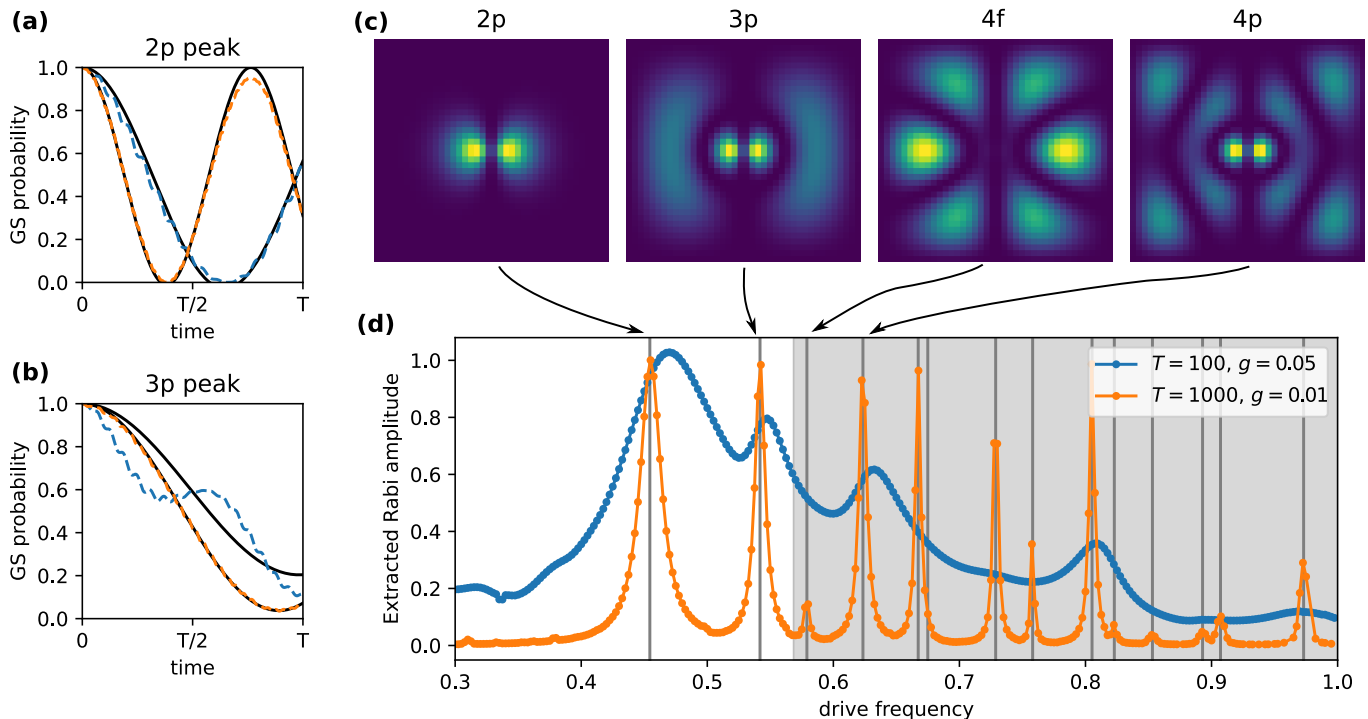 (a)
2p peak
1.0
0.8
0.6
0.4
0.2
0.0
GS probability
0
T/2
T
time
(b)
3p peak
1.0
0.8
0.6
0.4
0.2
0.0
GS probability
0
T/2
T
time
(c)
2p
3p
4f
4p
(d)
1.0
0.8
0.6
0.4
0.2
0.0
Extracted Rabi amplitude
T = 100, g = 0.05
T = 1000, g = 0.01
0.3
0.4
0.5
0.6
0.7
0.8
0.9
1.0
drive frequency